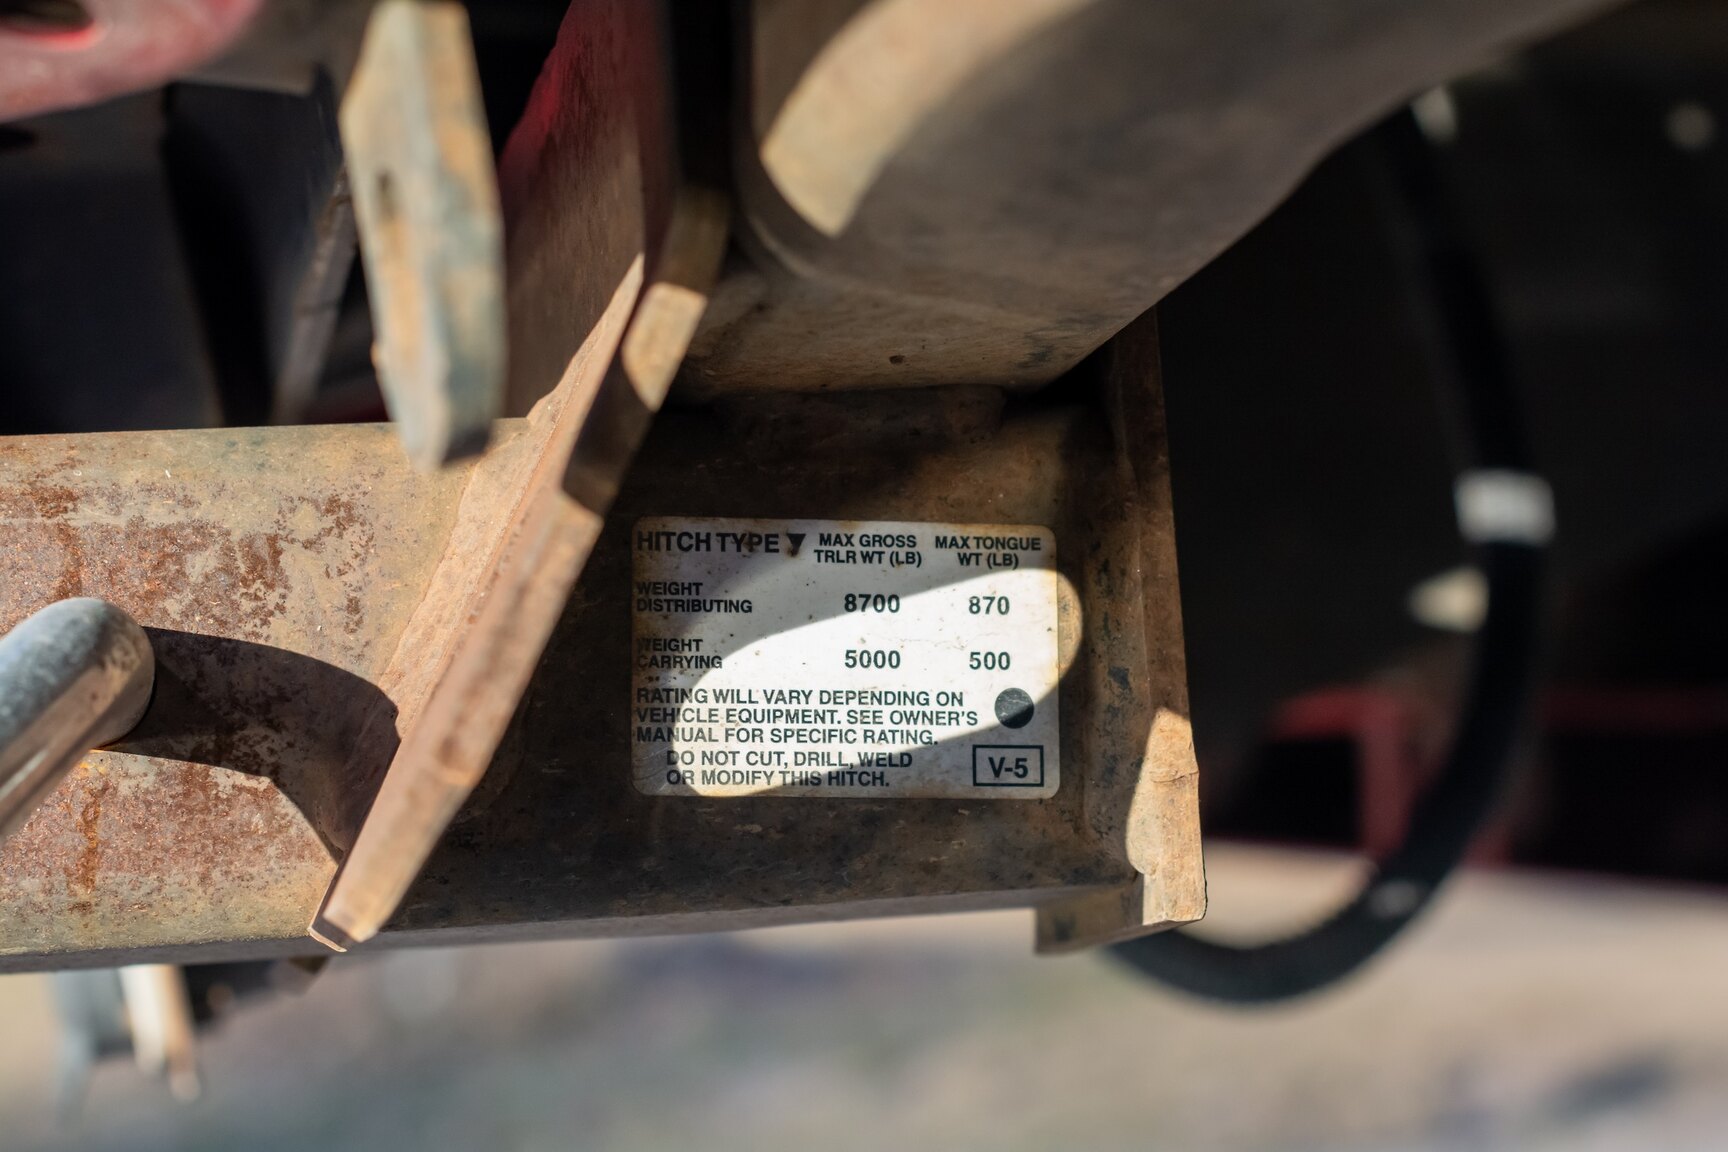 HITCH TYPE ▼ MAX GROSS TRLR WT (LB) MAX TONGUE WT (LB)
WEIGHT DISTRIBUTING 8700 870
WEIGHT CARRYING 5000 500
RATING WILL VARY DEPENDING ON
VEHICLE EQUIPMENT. SEE OWNER'S
MANUAL FOR SPECIFIC RATING.
DO NOT CUT, DRILL, WELD
OR MODIFY THIS HITCH.
V-5